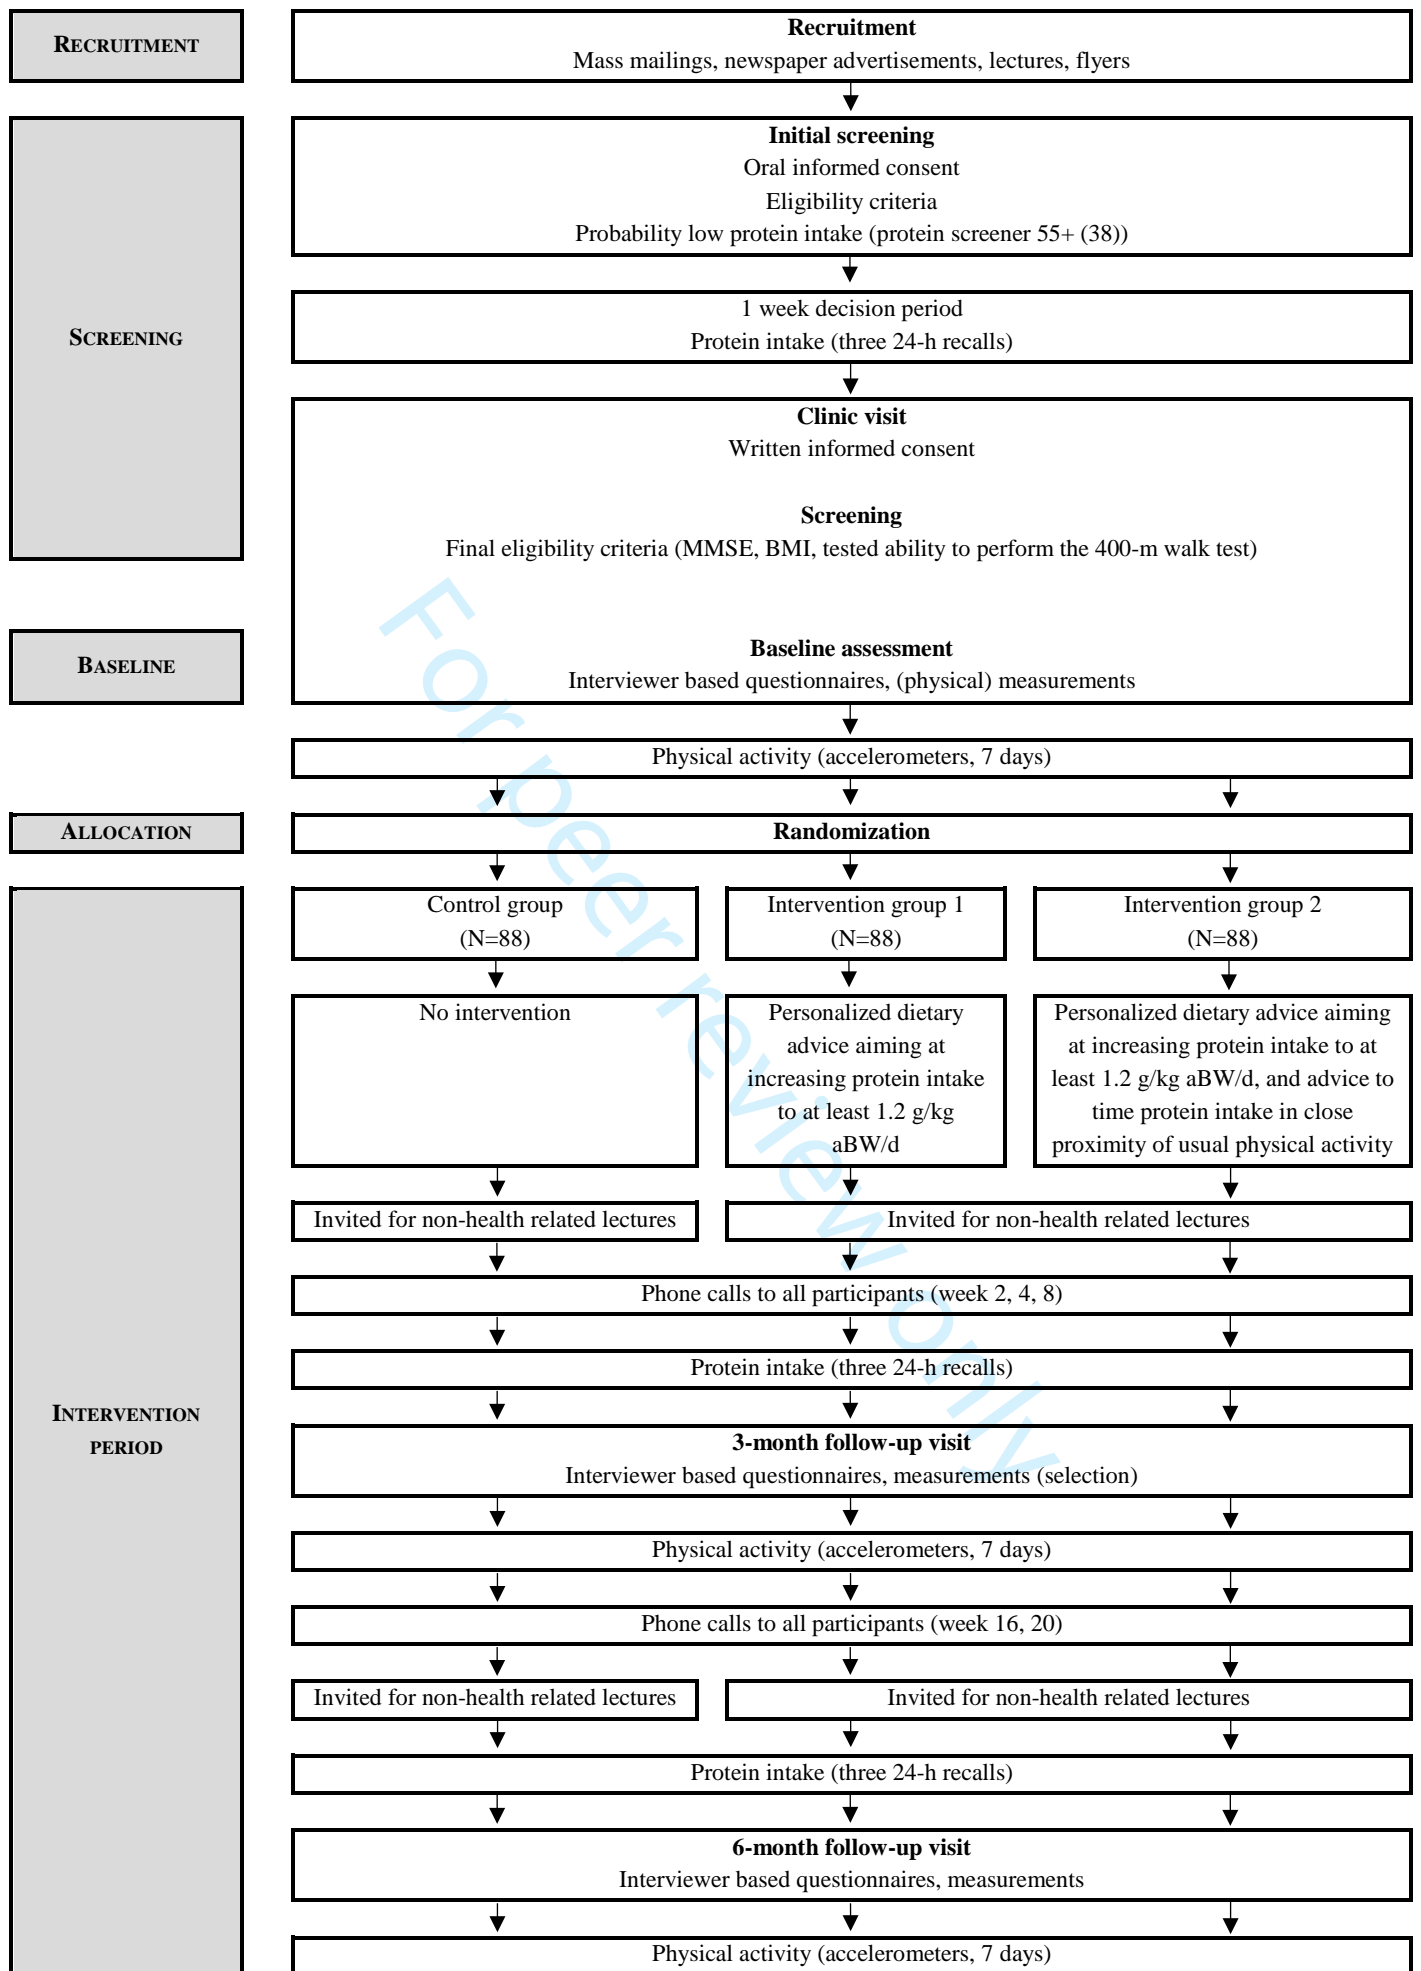 RECRUITMENT
Recruitment
Mass mailings, newspaper advertisements, lectures, flyers
SCREENING
Initial screening
Oral informed consent
Eligibility criteria
Probability low protein intake (protein screener 55+ (38))
1 week decision period
Protein intake (three 24-h recalls)
Clinic visit
Written informed consent
Screening
Final eligibility criteria (MMSE, BMI, tested ability to perform the 400-m walk test)
BASELINE
Baseline assessment
Interviewer based questionnaires, (physical) measurements
Physical activity (accelerometers, 7 days)
ALLOCATION
Randomization
INTERVENTION
PERIOD
Control group
(N=88)
Intervention group 1
(N=88)
Intervention group 2
(N=88)
No intervention
Personalized dietary
advice aiming at
increasing protein intake
to at least 1.2 g/kg
aBW/d
Personalized dietary advice aiming
at increasing protein intake to at
least 1.2 g/kg aBW/d, and advice to
time protein intake in close
proximity of usual physical activity
Invited for non-health related lectures
Invited for non-health related lectures
Phone calls to all participants (week 2, 4, 8)
Protein intake (three 24-h recalls)
3-month follow-up visit
Interviewer based questionnaires, measurements (selection)
Physical activity (accelerometers, 7 days)
Phone calls to all participants (week 16, 20)
Invited for non-health related lectures
Invited for non-health related lectures
Protein intake (three 24-h recalls)
6-month follow-up visit
Interviewer based questionnaires, measurements
Physical activity (accelerometers, 7 days)
For peer review only